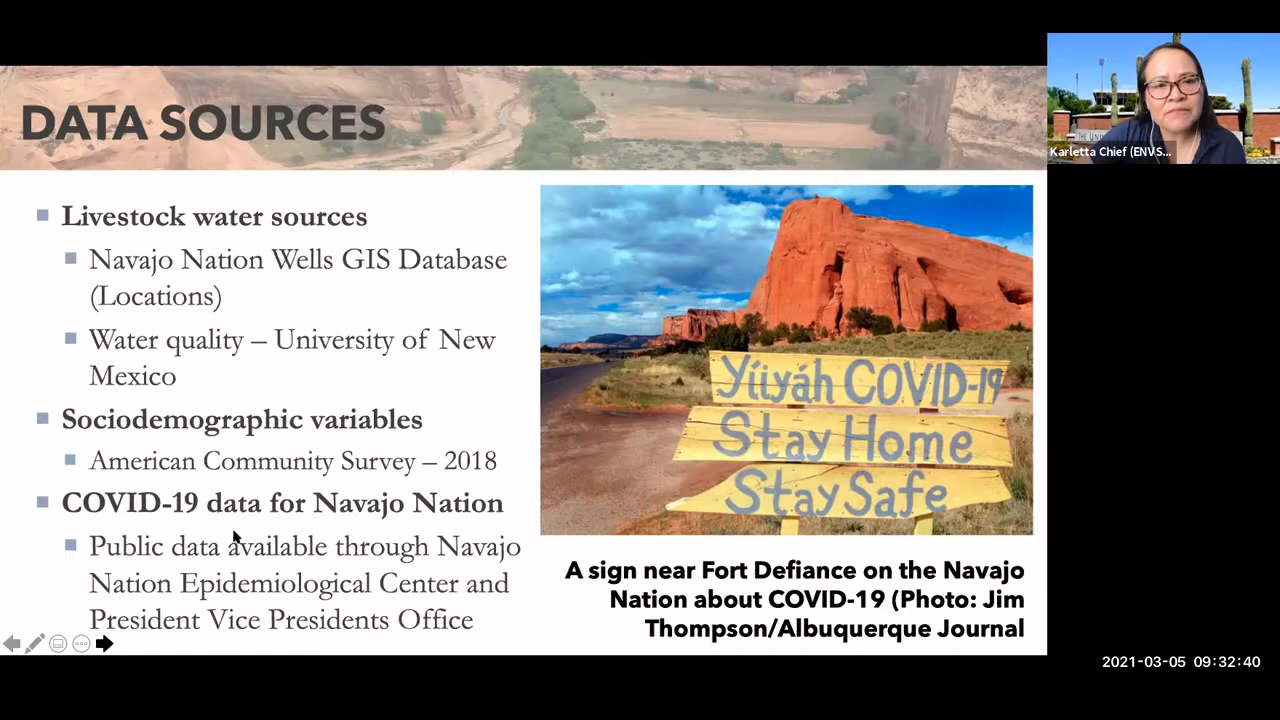 DATA SOURCES
Livestock water sources
Navajo Nation Wells GIS Database
(Locations)
Water quality – University of New
Mexico
Sociodemographic variables
American Community Survey – 2018
COVID-19 data for Navajo Nation
Public data available through Navajo
Nation Epidemiological Center and
President Vice Presidents Office
Yíiyáh COVID-19
Stay Home
Stay Safe
A sign near Fort Defiance on the Navajo
Nation about COVID-19 (Photo: Jim
Thompson/Albuquerque Journal
Karletta Chief (ENVS...
2021-03-05 09:32:40